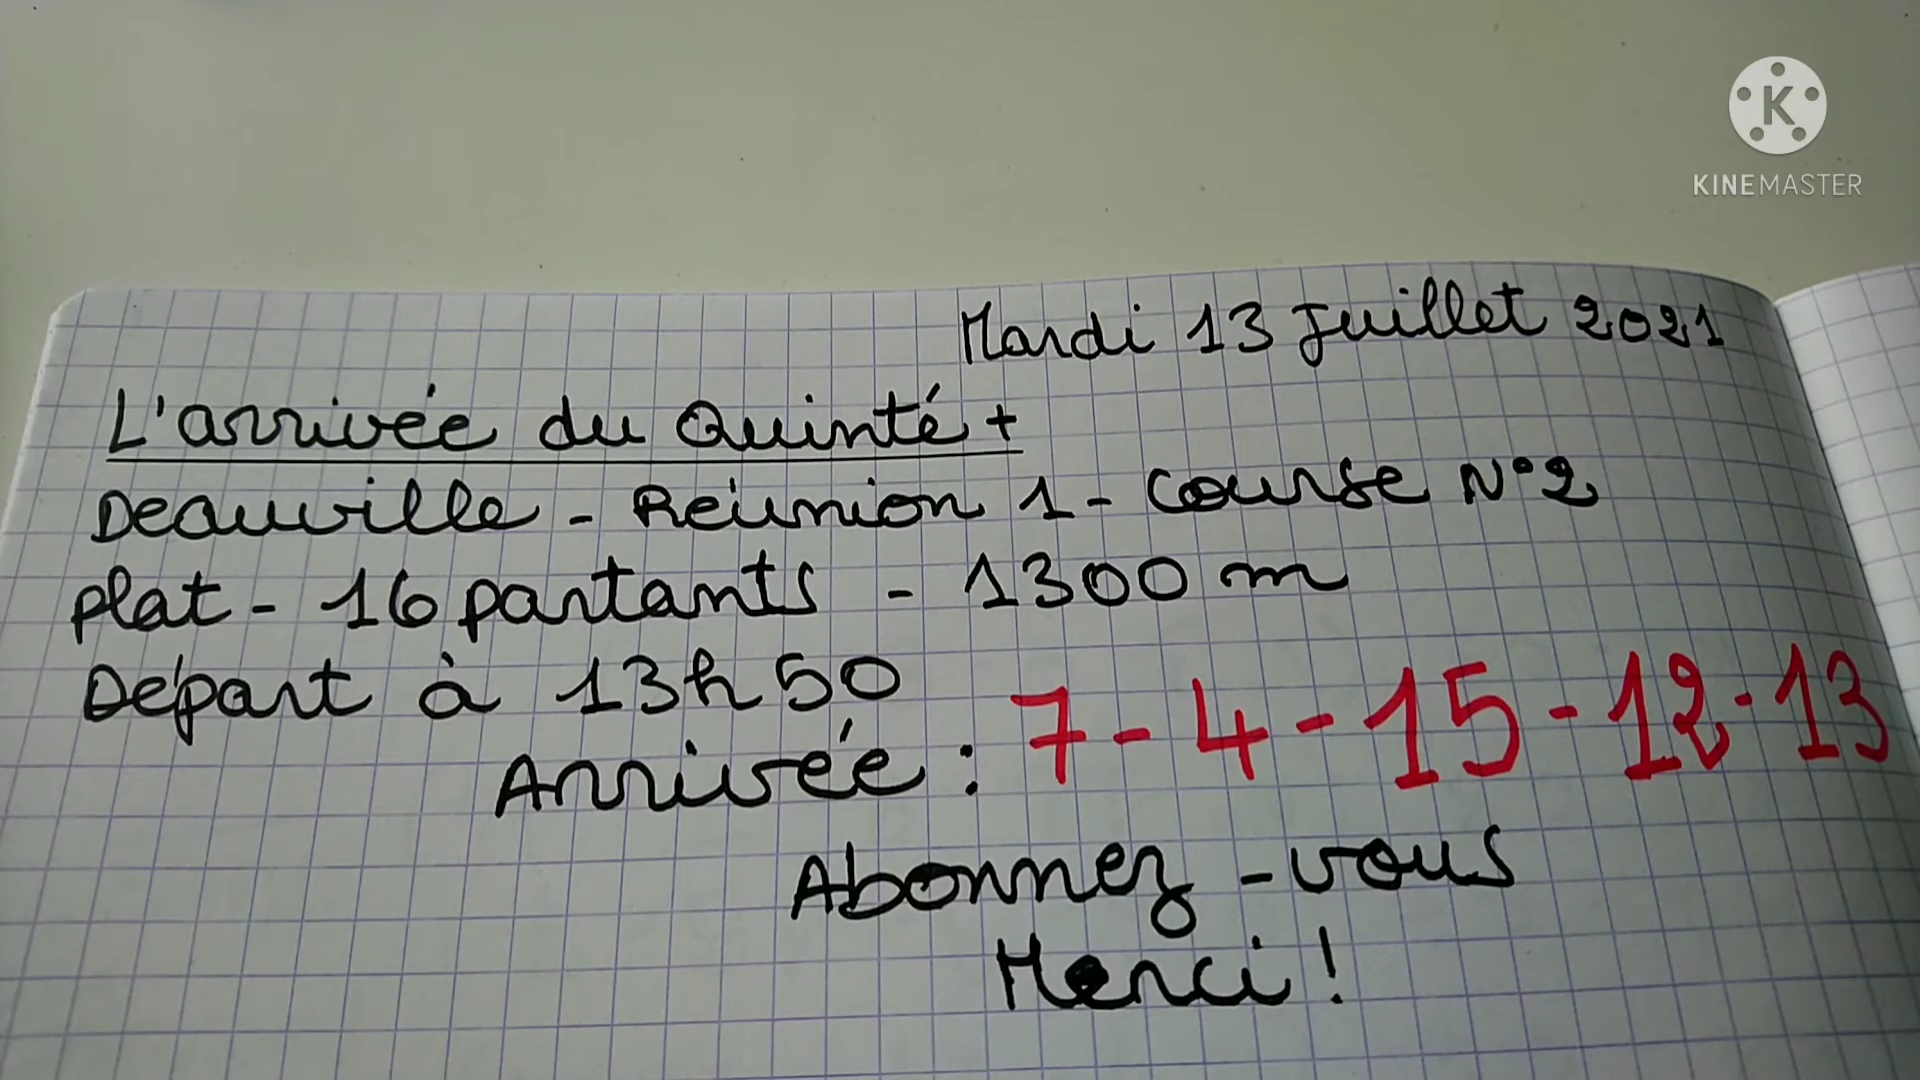 K
KINEMASTER
Mardi 13 Juillet 2021
L'arrivée du Quinté +
Deauville - Réunion 1 - Course N°2
Plat - 16 partants - 1300 m
Départ à 13h50
Arrivée : 7 - 4 - 15 - 12 - 13
Abonnez-vous
Merci !